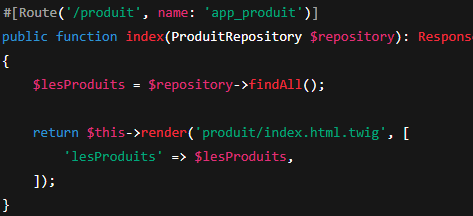 #[Route('/produit', name: 'app_produit')]
public function index(ProduitRepository $repository): Respons
{
    $lesProduits = $repository->findAll();

    return $this->render('produit/index.html.twig', [
        'lesProduits' => $lesProduits,
    ]);
}